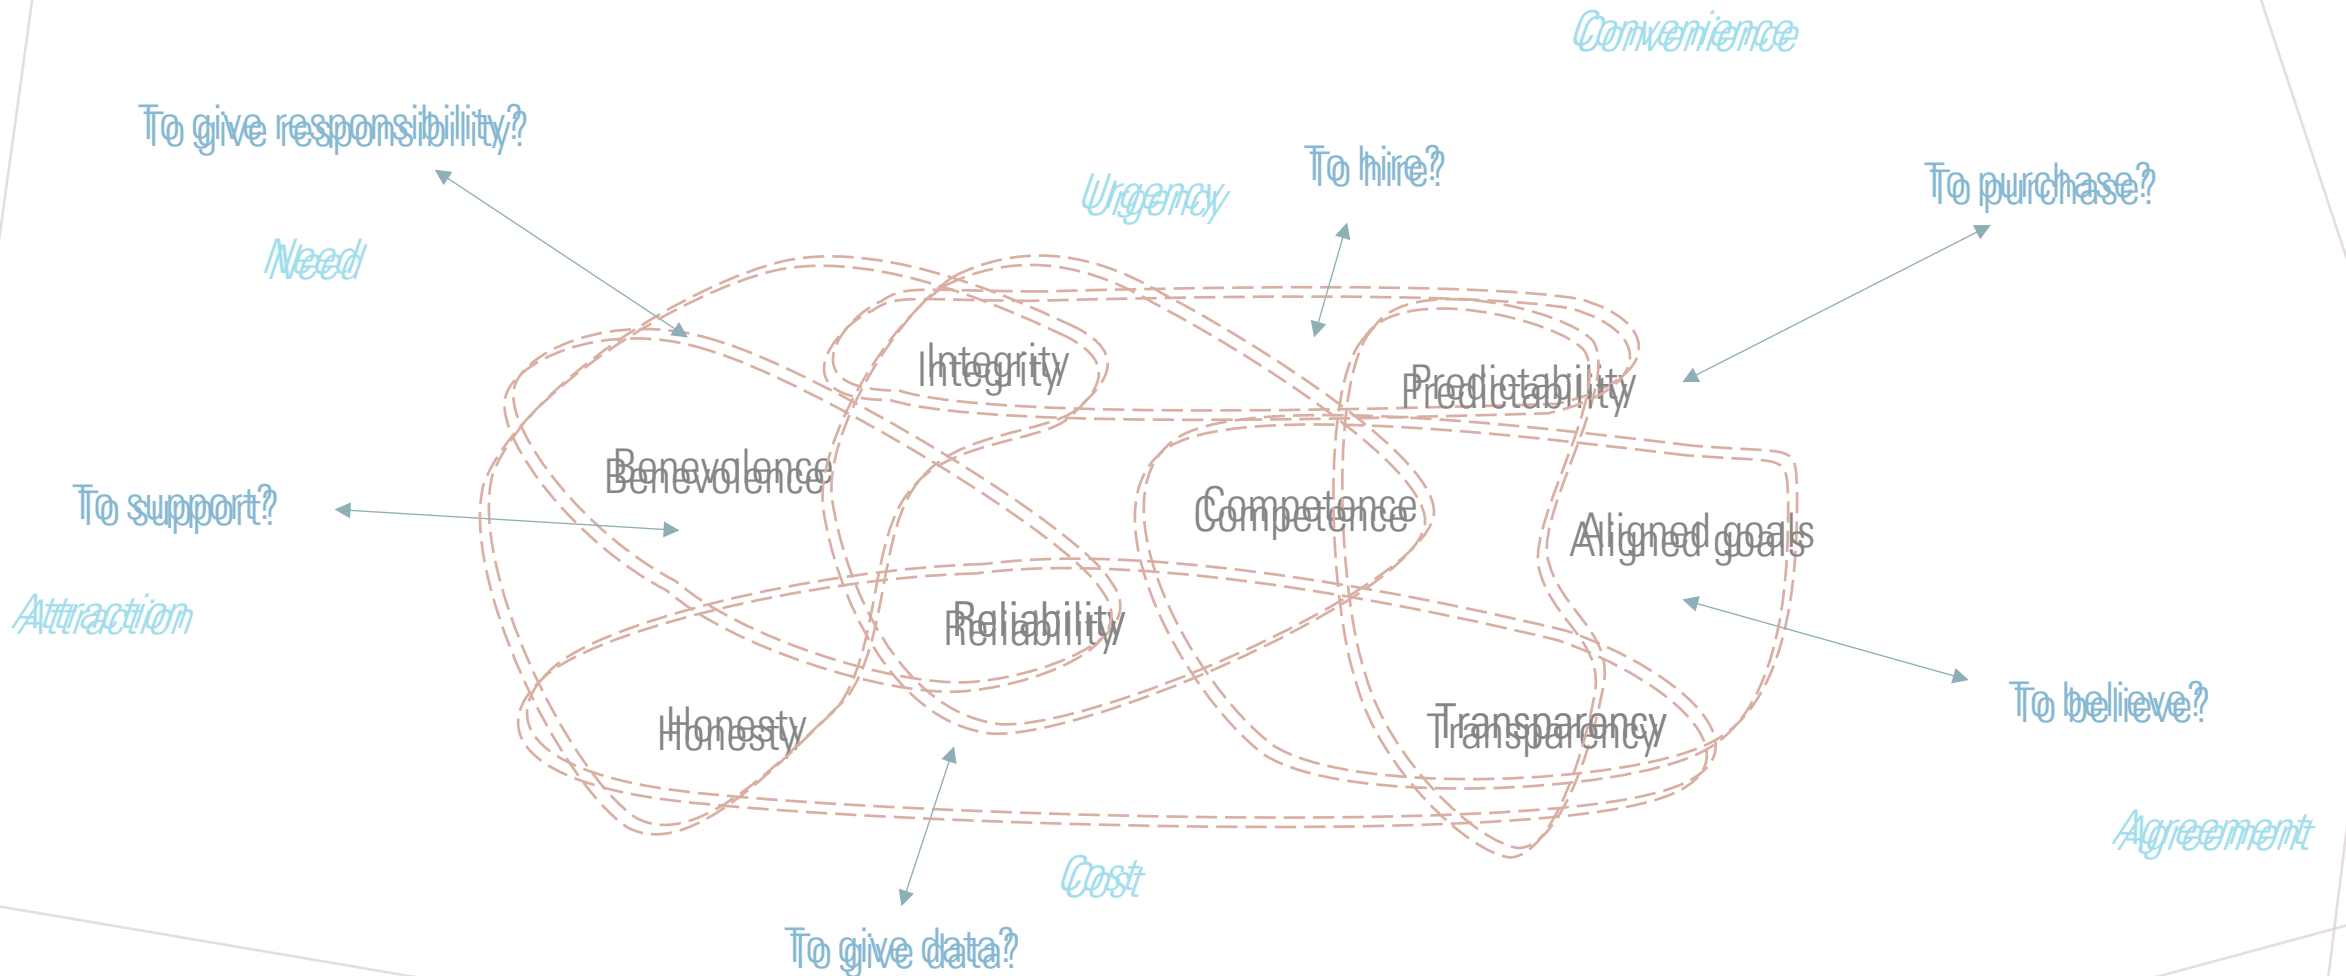 Convenience
To give responsibility?
To hire?
To purchase?
Urgency
Need
Integrity
Predictability
Benevolence
To support?
Competence
Aligned goals
Attraction
Reliability
To believe?
Honesty
Transparency
Agreement
Cost
To give data?